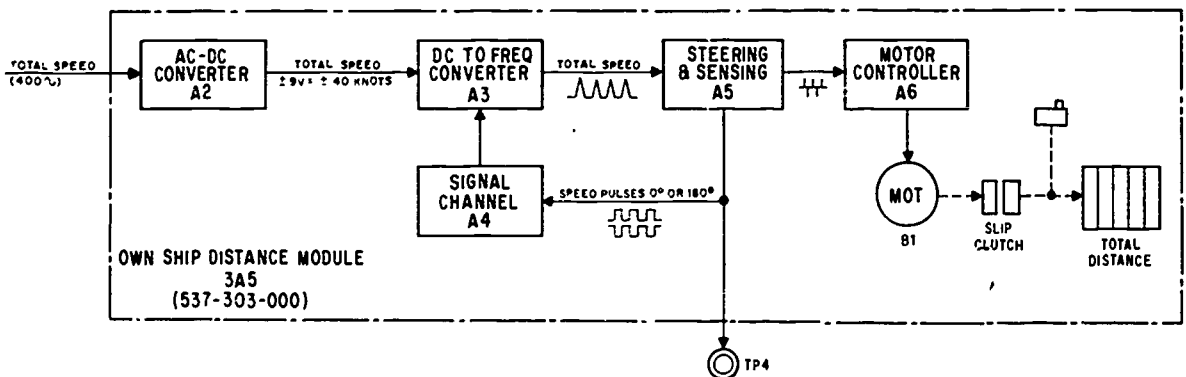 TOTAL SPEED
(400∿)
AC-DC
CONVERTER
A2
TOTAL SPEED
±9V= ±40 KNOTS
DC TO FREQ
CONVERTER
A3
TOTAL SPEED
STEERING
& SENSING
A5
MOTOR
CONTROLLER
A6
SIGNAL
CHANNEL
A4
SPEED PULSES 0° OR 180°
MOT
B1
SLIP
CLUTCH
TOTAL
DISTANCE
OWN SHIP DISTANCE MODULE
3A5
(537-303-000)
TP4